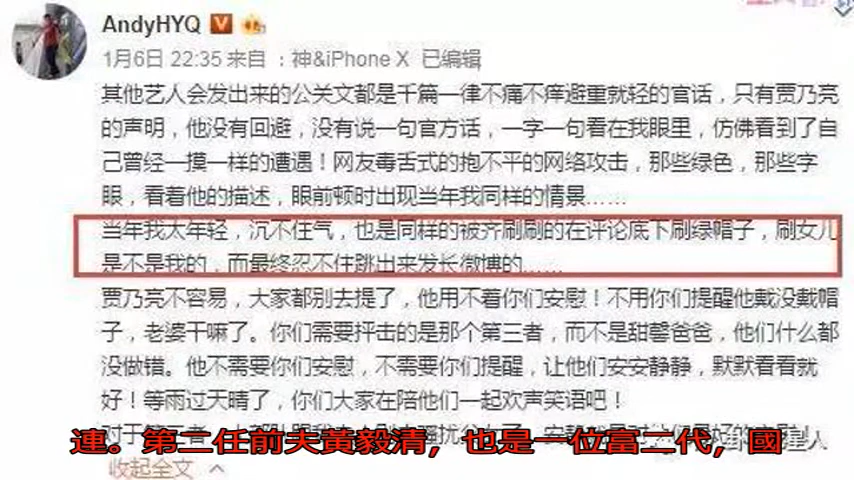 AndyHYQ
1月6日 22:35 来自 ：神&iPhone X 已编辑
其他艺人会发出来的公关文都是千篇一律不痛不痒避重就轻的官话，只有贾乃亮
的声明，他没有回避，没有说一句官方话，一字一句看在我眼里，仿佛看到了自
己曾经一摸一样的遭遇！网友毒舌式的抱不平的网络攻击，那些绿色，那些字
眼，看着他的描述，眼前顿时出现当年我同样的情景……
当年我太年轻，沉不住气，也是同样的被齐刷刷的在评论底下刷绿帽子，刷女儿
是不是我的，而最终忍不住跳出来发长微博的……
贾乃亮不容易，大家都别去提了，他用不着你们安慰！不用你们提醒他戴没戴帽
子，老婆干嘛了。你们需要抨击的是那个第三者，而不是甜馨爸爸，他们什么都
没做错。他不需要你们安慰，不需要你们提醒，让他们安安静静，默默看看就
好！等雨过天晴了，你们大家在陪他们一起欢声笑语吧！
連。第二任前夫黃毅清，也是一位富二代，國
收起全文